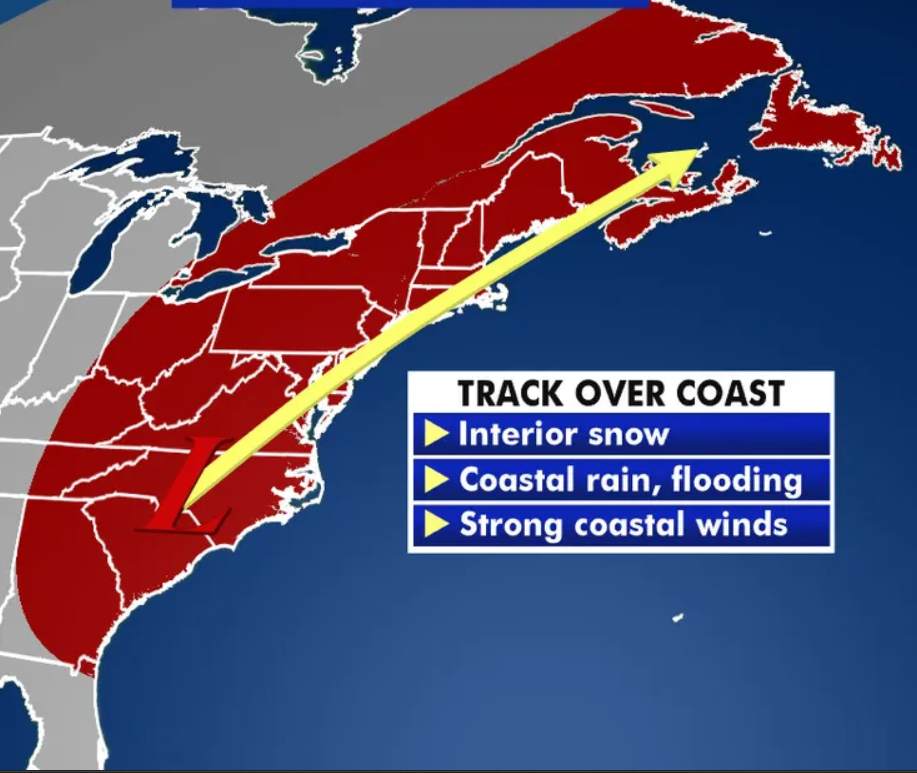 TRACK OVER COAST
Interior snow
Coastal rain, flooding
Strong coastal winds
L